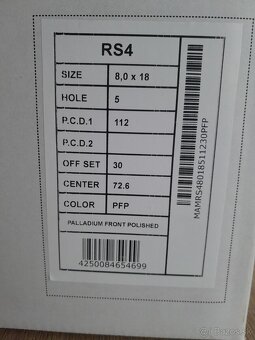 RS4
SIZE 8,0 x 18
HOLE 5
P.C.D.1 112
P.C.D.2
OFF SET 30
CENTER 72.6
COLOR PFP
PALLADIUM FRONT POLISHED
4250084654699
MAMRS48018511230PFP